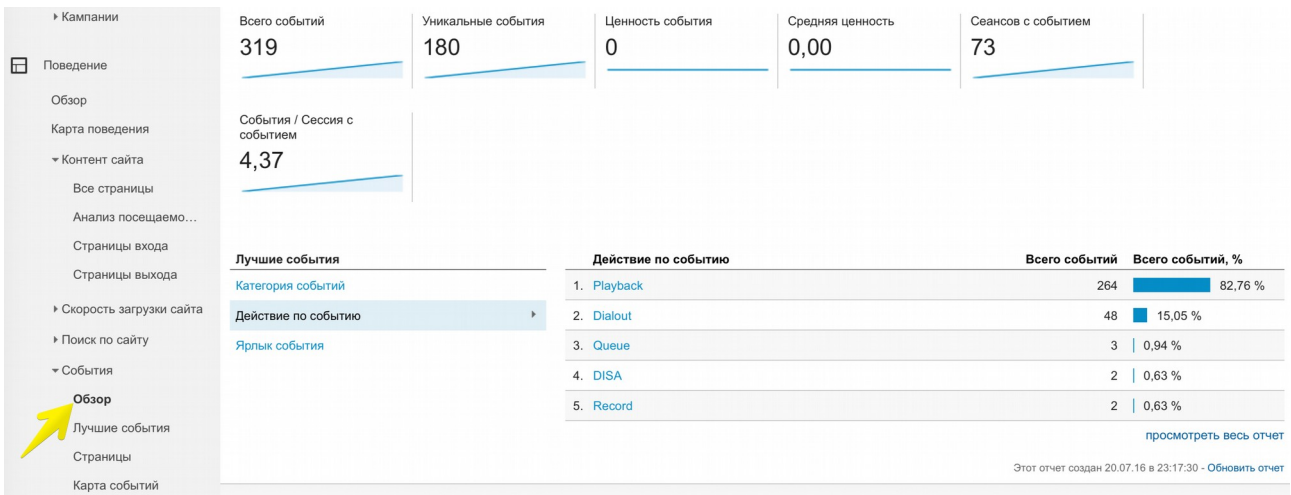 Кампании
Поведение
Обзор
Карта поведения
Контент сайта
Все страницы
Анализ посещаемо...
Страницы входа
Страницы выхода
Скорость загрузки сайта
Поиск по сайту
События
Обзор
Лучшие события
Страницы
Карта событий
Всего событий
319
Уникальные события
180
Ценность события
0
Средняя ценность
0,00
Сеансов с событием
73
События / Сессия с
событием
4,37
Лучшие события
Категория событий
Действие по событию
Ярлык события
Действие по событию Всего событий Всего событий, %
1. Playback 264 82,76 %
2. Dialout 48 15,05 %
3. Queue 3 0,94 %
4. DISA 2 0,63 %
5. Record 2 0,63 %
просмотреть весь отчет
Этот отчет создан 20.07.16 в 23:17:30 - Обновить отчет